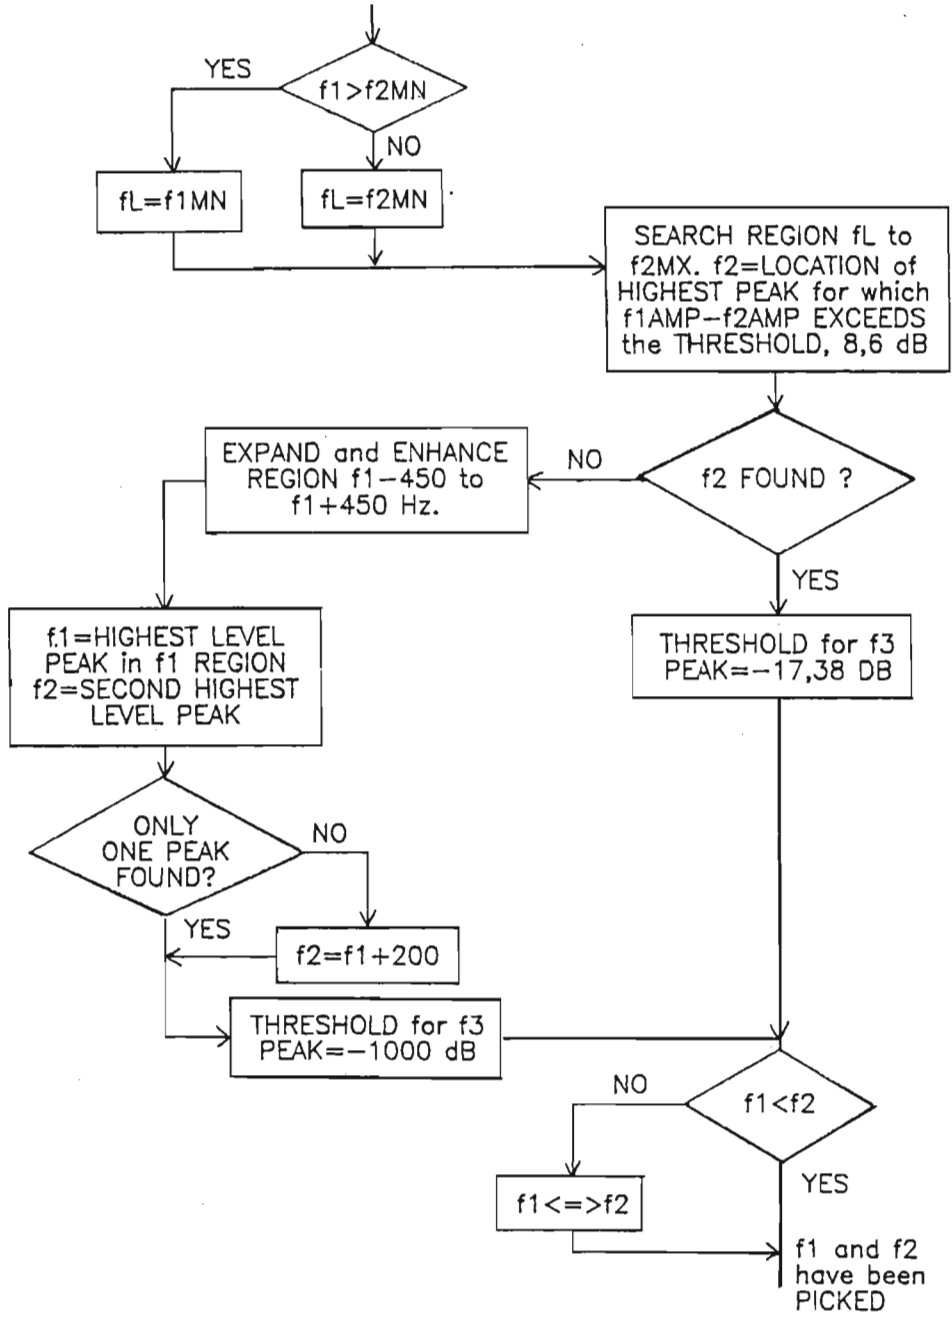 YES
f1>f2MN
NO
fL=f1MN
fL=f2MN
SEARCH REGION fL to
f2MX. f2=LOCATION of
HIGHEST PEAK for which
f1AMP-f2AMP EXCEEDS
the THRESHOLD, 8,6 dB
EXPAND and ENHANCE
REGION f1-450 to
f1+450 Hz.
NO
f2 FOUND ?
YES
f1=HIGHEST LEVEL
PEAK in f1 REGION
f2=SECOND HIGHEST
LEVEL PEAK
THRESHOLD for f3
PEAK=-17,38 DB
ONLY
ONE PEAK
FOUND?
NO
YES
f2=f1+200
THRESHOLD for f3
PEAK=-1000 dB
NO
f1<f2
YES
f1<=>f2
f1 and f2
have been
PICKED